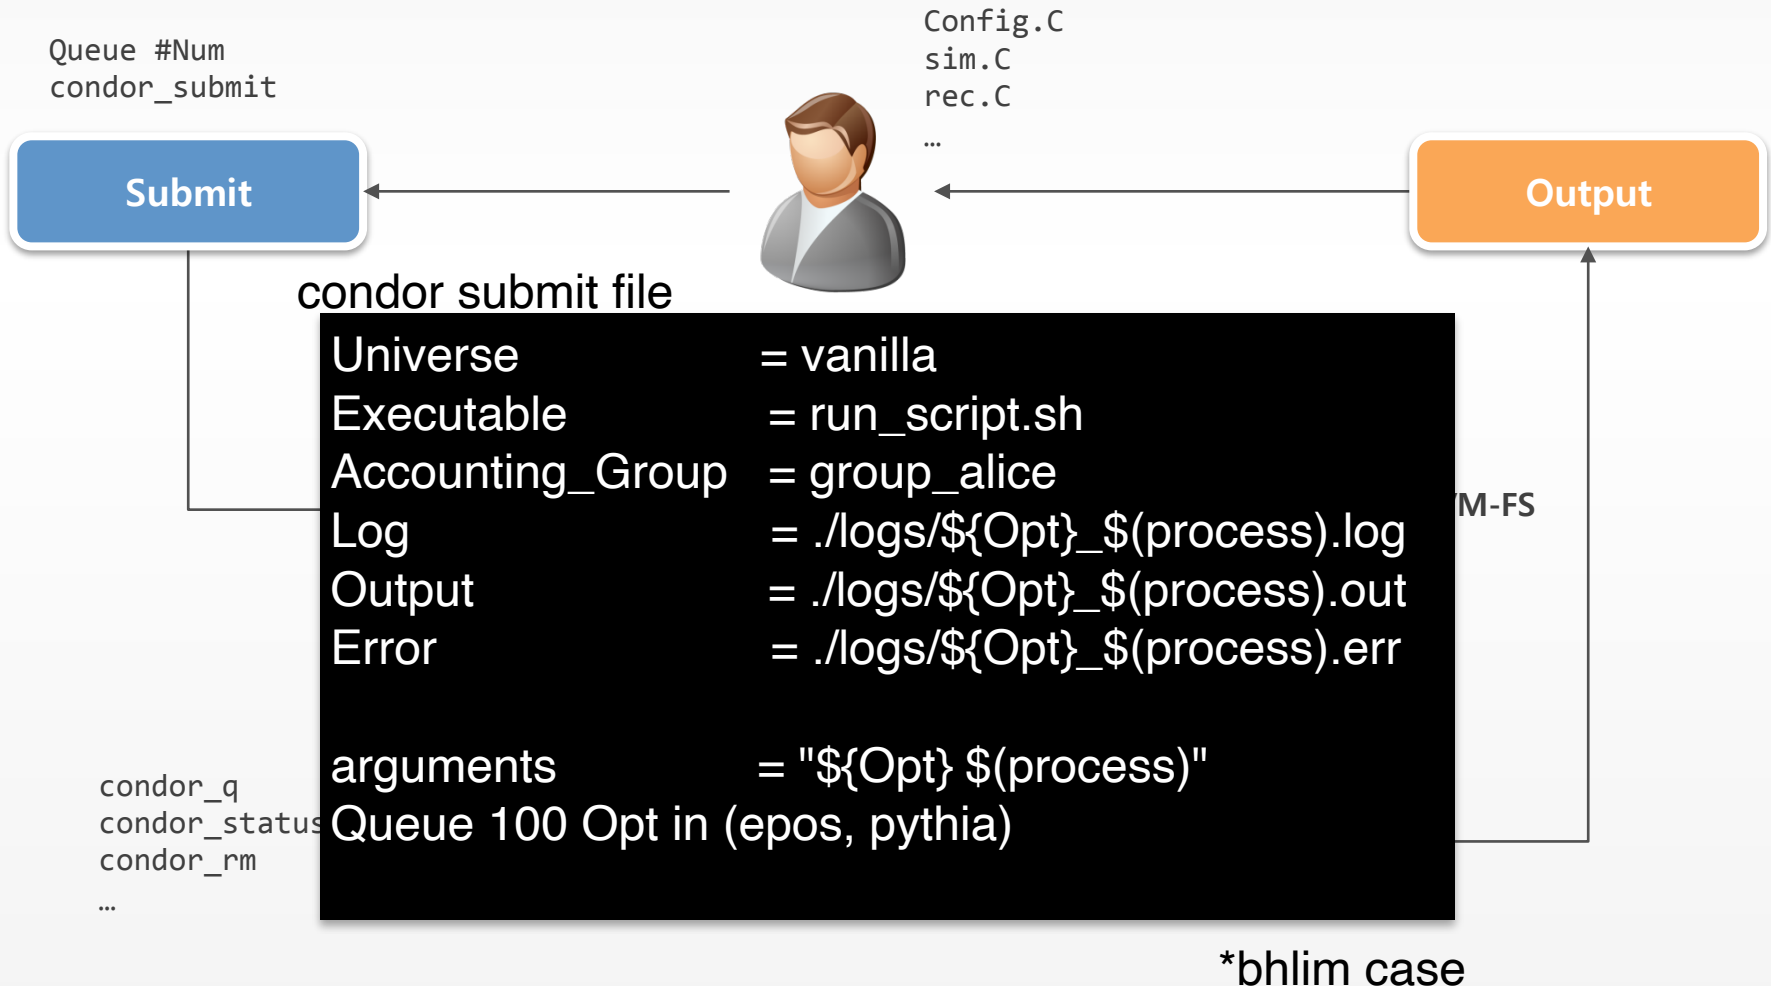 Queue #Num
condor_submit
Config.C
sim.C
rec.C
…
Submit
Output
condor submit file
Universe = vanilla
Executable = run_script.sh
Accounting_Group = group_alice
Log = ./logs/${Opt}_$(process).log
Output = ./logs/${Opt}_$(process).out
Error = ./logs/${Opt}_$(process).err
arguments = "${Opt} $(process)"
Queue 100 Opt in (epos, pythia)
M-FS
condor_q
condor_status
condor_rm
…
*bhlim case